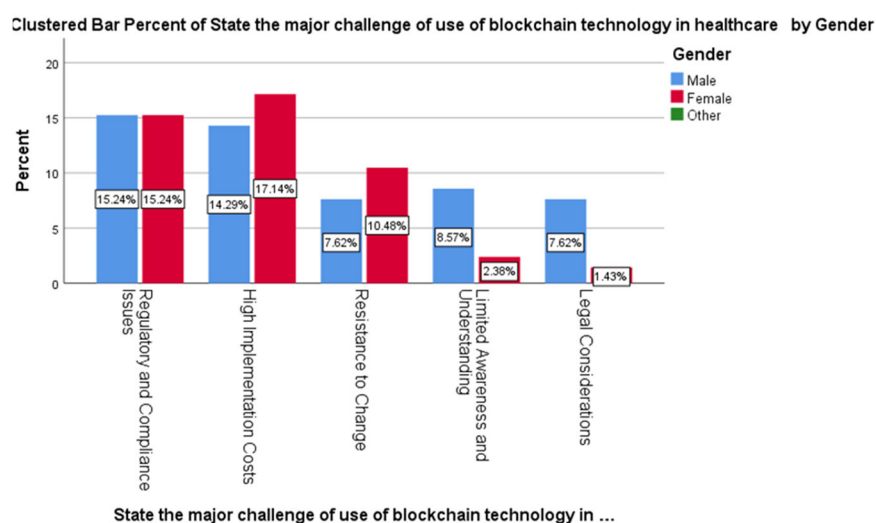 Clustered Bar Percent of State the major challenge of use of blockchain technology in healthcare by Gender
Gender
Male
Female
Other
Percent
20
15
10
5
0
15.24%
15.24%
14.29%
17.14%
7.62%
10.48%
8.57%
2.38%
7.62%
1.43%
Regulatory and Compliance
Issues
High Implementation Costs
Resistance to Change
Limited Awareness and
Understanding
Legal Considerations
State the major challenge of use of blockchain technology in ...